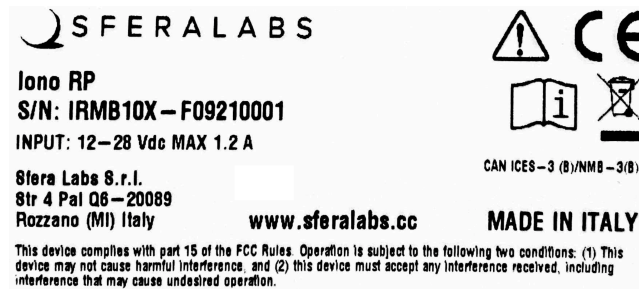 SFERALABS
Iono RP
S/N: IRMB10X–F09210001
INPUT: 12–28 Vdc MAX 1.2 A
CAN ICES–3 (B)/NMB–3(B)
Sfera Labs S.r.l.
Str 4 Pal Q6–20089
Rozzano (MI) Italy
www.sferalabs.cc
MADE IN ITALY
This device complies with part 15 of the FCC Rules. Operation is subject to the following two conditions: (1) This
device may not cause harmful interference, and (2) this device must accept any interference received, including
interference that may cause undesired operation.